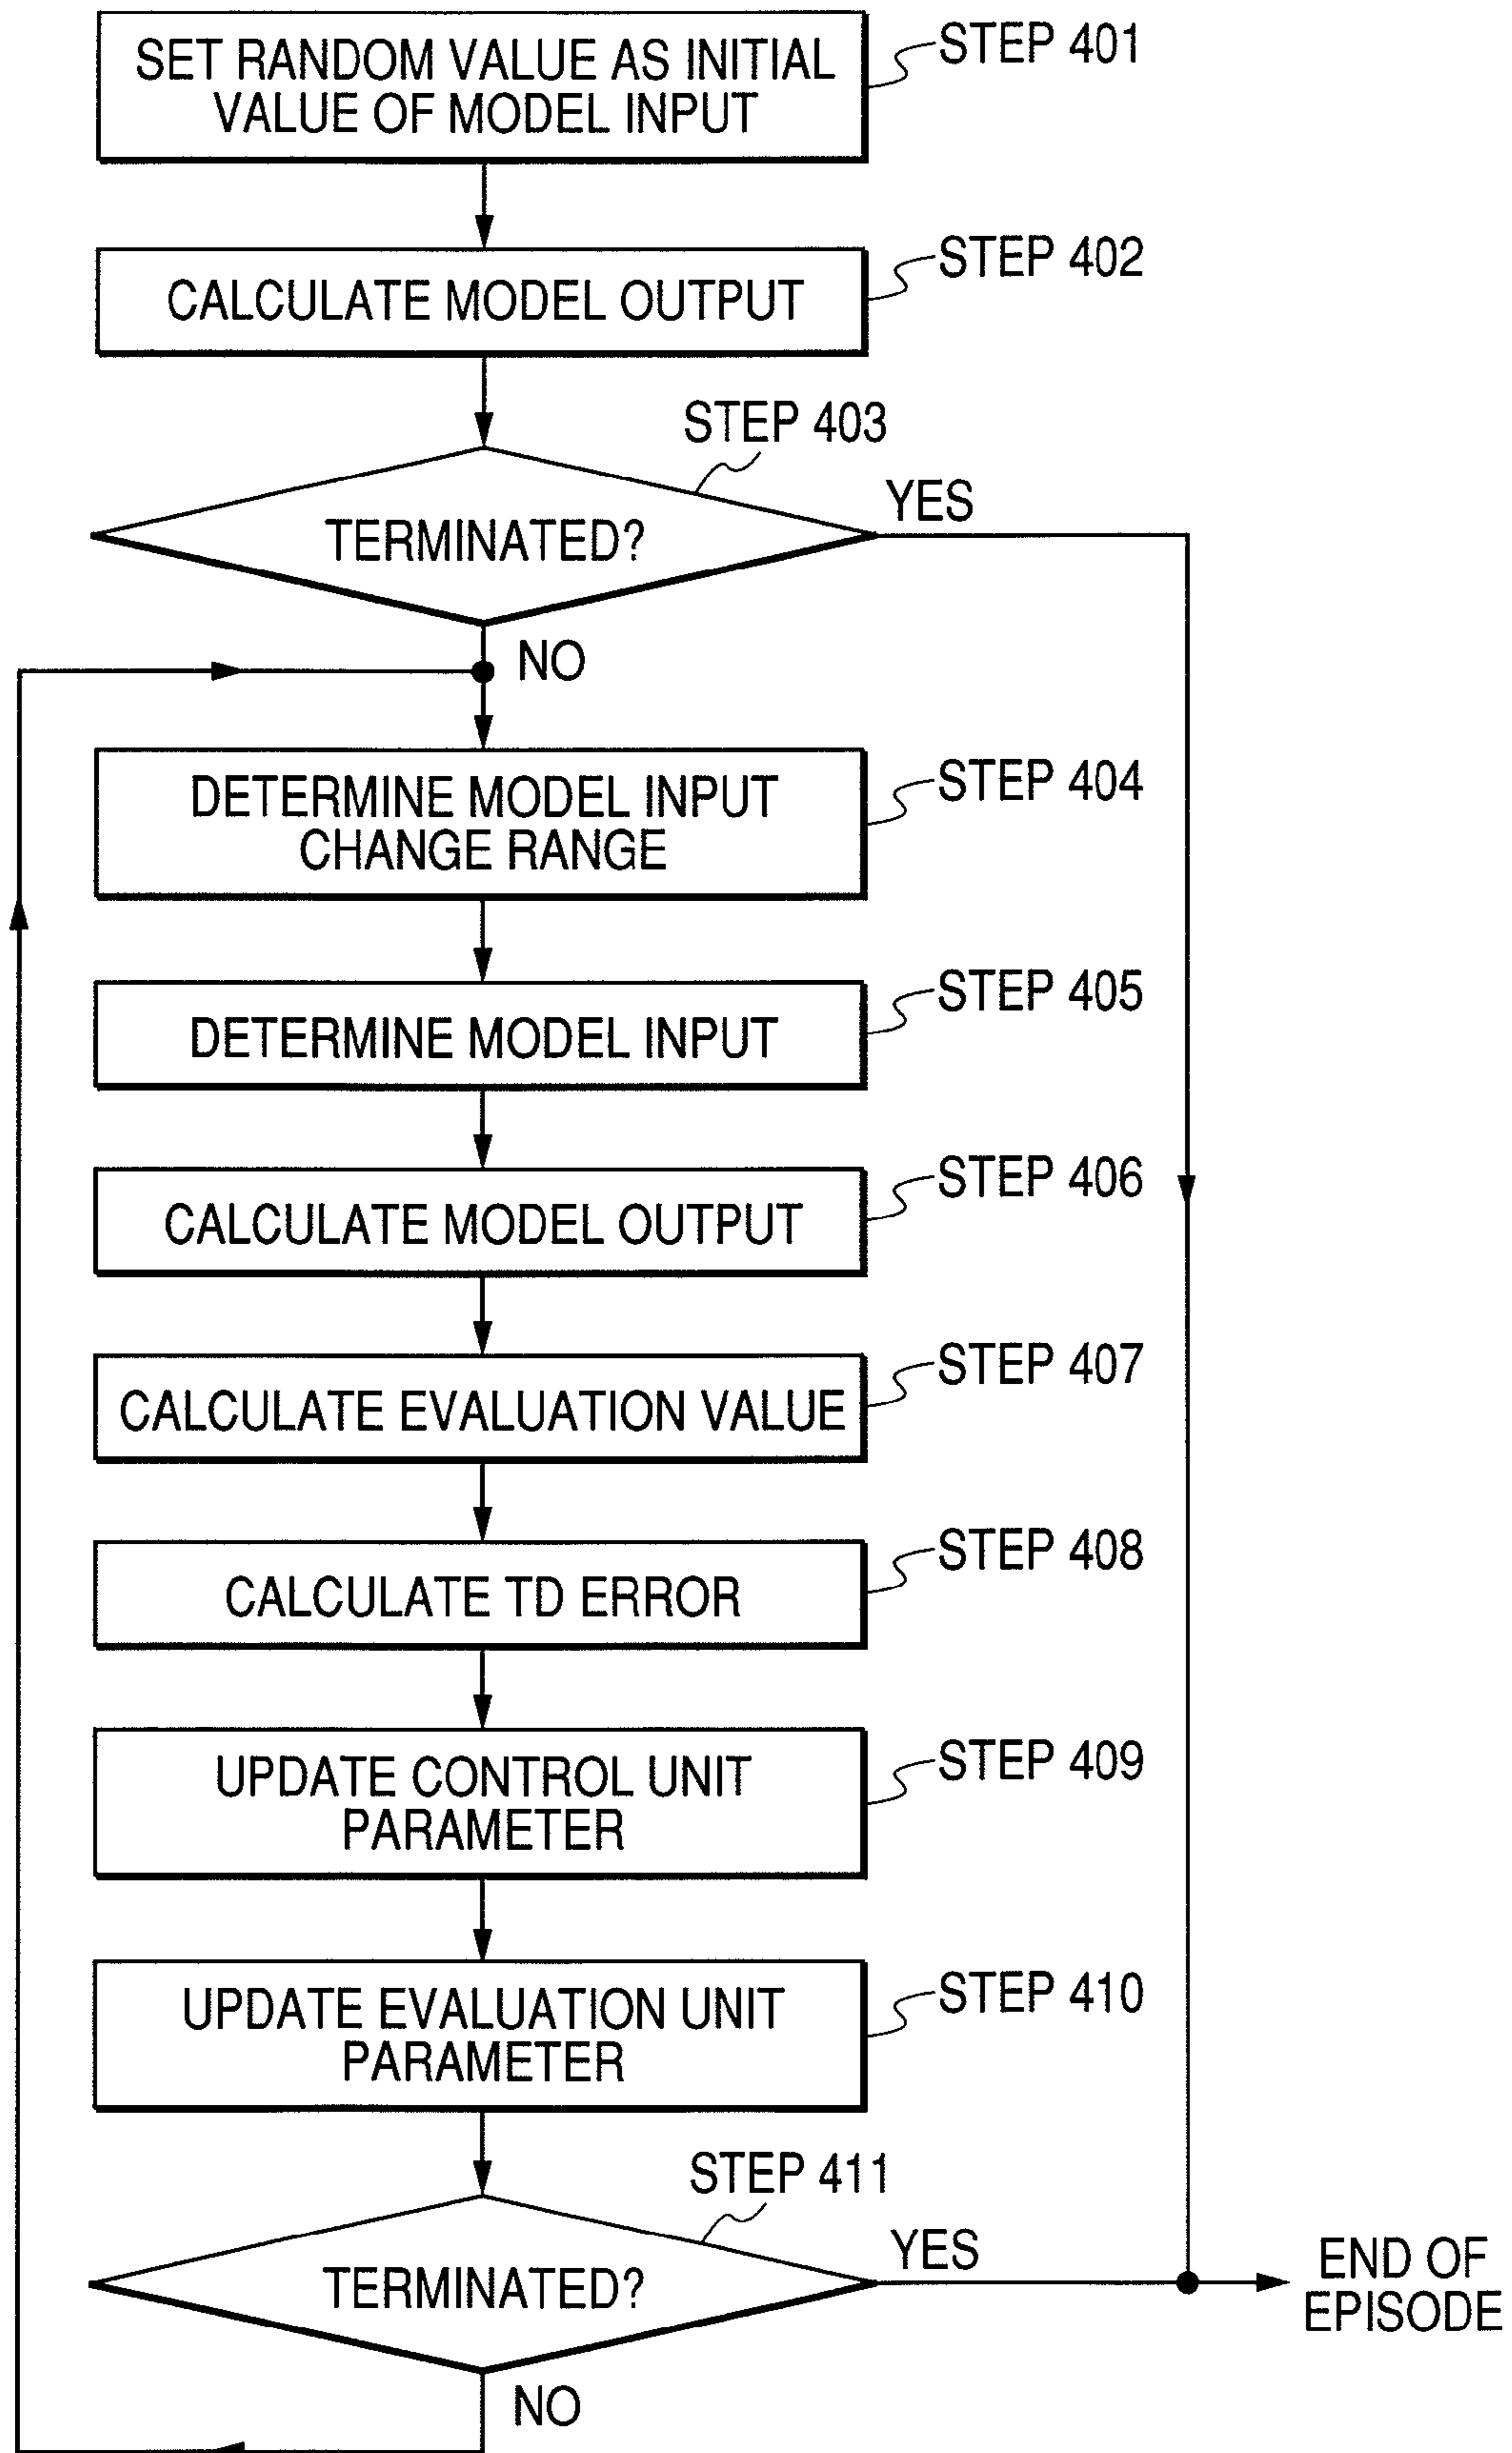 SET RANDOM VALUE AS INITIAL
VALUE OF MODEL INPUT
STEP 401
CALCULATE MODEL OUTPUT
STEP 402
STEP 403
TERMINATED?
YES
NO
DETERMINE MODEL INPUT
CHANGE RANGE
STEP 404
DETERMINE MODEL INPUT
STEP 405
CALCULATE MODEL OUTPUT
STEP 406
CALCULATE EVALUATION VALUE
STEP 407
CALCULATE TD ERROR
STEP 408
UPDATE CONTROL UNIT
PARAMETER
STEP 409
UPDATE EVALUATION UNIT
PARAMETER
STEP 410
STEP 411
TERMINATED?
YES
END OF
EPISODE
NO